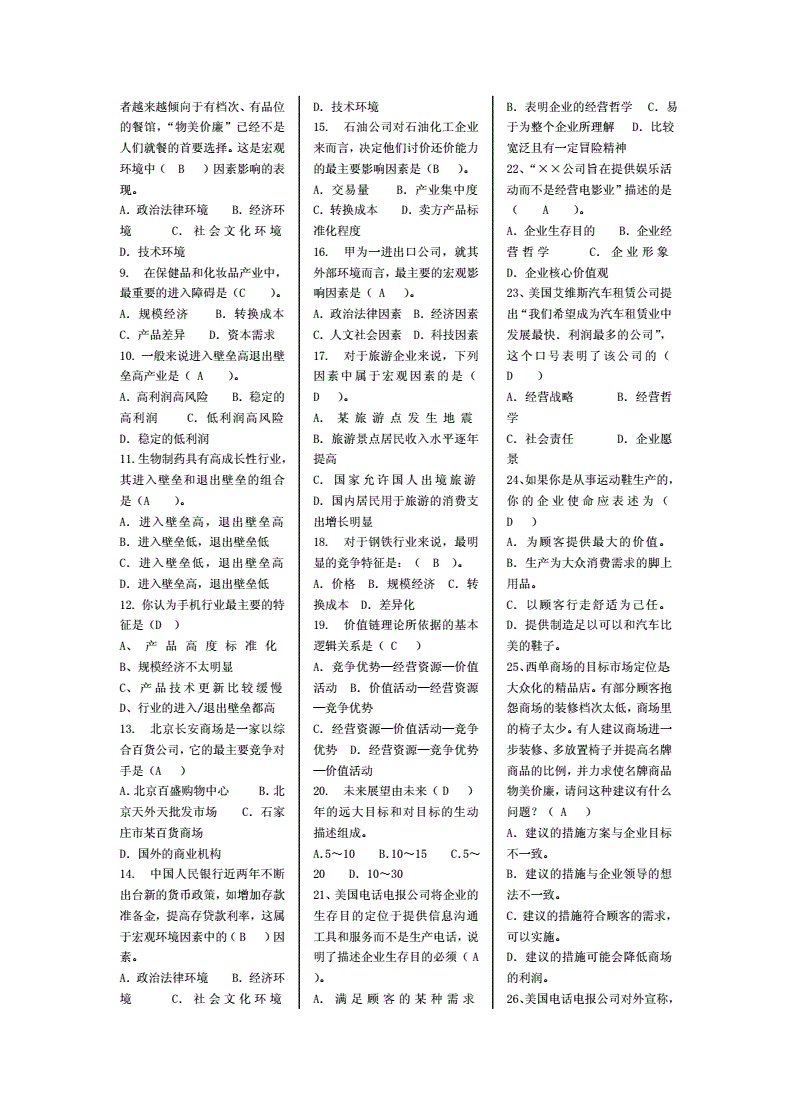 者越来越倾向于有档次、有品位
的餐馆，“物美价廉”已经不是
人们就餐的首要选择。这是宏观
环境中（ B ）因素影响的表
现。
A．政治法律环境 B．经济环
境 C．社会文化环境
D．技术环境
9． 在保健品和化妆品产业中，
最重要的进入障碍是（C ）。
A．规模经济 B．转换成本
C．产品差异 D．资本需求
10．一般来说进入壁垒高退出壁
垒高产业是（ A ）。
A．高利润高风险 B．稳定的
高利润 C．低利润高风险
D．稳定的低利润
11．生物制药具有高成长性行业，
其进入壁垒和退出壁垒的组合
是（A ）。
A．进入壁垒高，退出壁垒高
B．进入壁垒低，退出壁垒低
C．进入壁垒低，退出壁垒高
D．进入壁垒高，退出壁垒低
12．你认为手机行业最主要的特
征是（D ）
A、产品高度标准化
B、规模经济不太明显
C、产品技术更新比较缓慢
D、行业的进入/退出壁垒都高
13． 北京长安商场是一家以综
合百货公司，它的最主要竞争对
手是（A ）
A．北京百盛购物中心 B．北
京天外天批发市场 C．石家
庄市某百货商场
D．国外的商业机构
14． 中国人民银行近两年不断
出台新的货币政策，如增加存款
准备金，提高存贷款利率，这属
于宏观环境因素中的（ B ）因
素。
A．政治法律环境 B．经济环
境 C．社会文化环境
D．技术环境
15． 石油公司对石油化工企业
来而言，决定他们讨价还价能力
的最主要影响因素是（B ）。
A．交易量 B．产业集中度
C．转换成本 D．卖方产品标
准化程度
16． 甲为一进出口公司，就其
外部环境而言，最主要的宏观影
响因素是（ A ）。
A．政治法律因素 B．经济因素
C．人文社会因素 D．科技因素
17． 对于旅游企业来说，下列
因素中属于宏观因素的是（
D ）。
A．某旅游点发生地震
B．旅游景点居民收入水平逐年
提高
C．国家允许国人出境旅游
D．国内居民用于旅游的消费支
出增长明显
18． 对于钢铁行业来说，最明
显的竞争特征是：（ B ）。
A．价格 B．规模经济 C．转
换成本 D．差异化
19． 价值链理论所依据的基本
逻辑关系是（ C ）
A．竞争优势—经营资源—价值
活动 B．价值活动—经营资源
—竞争优势
C．经营资源—价值活动—竞争
优势 D．经营资源—竞争优势
—价值活动
20． 未来展望由未来（ D ）
年的远大目标和对目标的生动
描述组成。
A.5～10 B.10～15 C.5～
20 D．10～30
21、美国电话电报公司将企业的
生存目的定位于提供信息沟通
工具和服务而不是生产电话，说
明了描述企业生存目的必须（ A
）。
A．满足顾客的某种需求
B．表明企业的经营哲学 C．易
于为整个企业所理解 D．比较
宽泛且有一定冒险精神
22、“××公司旨在提供娱乐活
动而不是经营电影业”描述的是
（ A ）。
A．企业生存目的 B．企业经
营哲学 C．企业形象
D．企业核心价值观
23、美国艾维斯汽车租赁公司提
出“我们希望成为汽车租赁业中
发展最快．利润最多的公司”，
这个口号表明了该公司的（
D ）
A．经营战略 B．经营哲
学
C．社会责任 D．企业愿
景
24、如果你是从事运动鞋生产的，
你的企业使命应表述为（
D ）
A．为顾客提供最大的价值。
B．生产为大众消费需求的脚上
用品。
C．以顾客行走舒适为己任。
D．提供制造足以可以和汽车比
美的鞋子。
25、西单商场的目标市场定位是
大众化的精品店。有部分顾客抱
怨商场的装修档次太低，商场里
的椅子太少。有人建议商场进一
步装修、多放置椅子并提高名牌
商品的比例，并力求使名牌商品
物美价廉，请问这种建议有什么
问题？（ A ）
A．建议的措施方案与企业目标
不一致。
B．建议的措施与企业领导的想
法不一致。
C．建议的措施符合顾客的需求，
可以实施。
D．建议的措施可能会降低商场
的利润。
26、美国电话电报公司对外宣称，